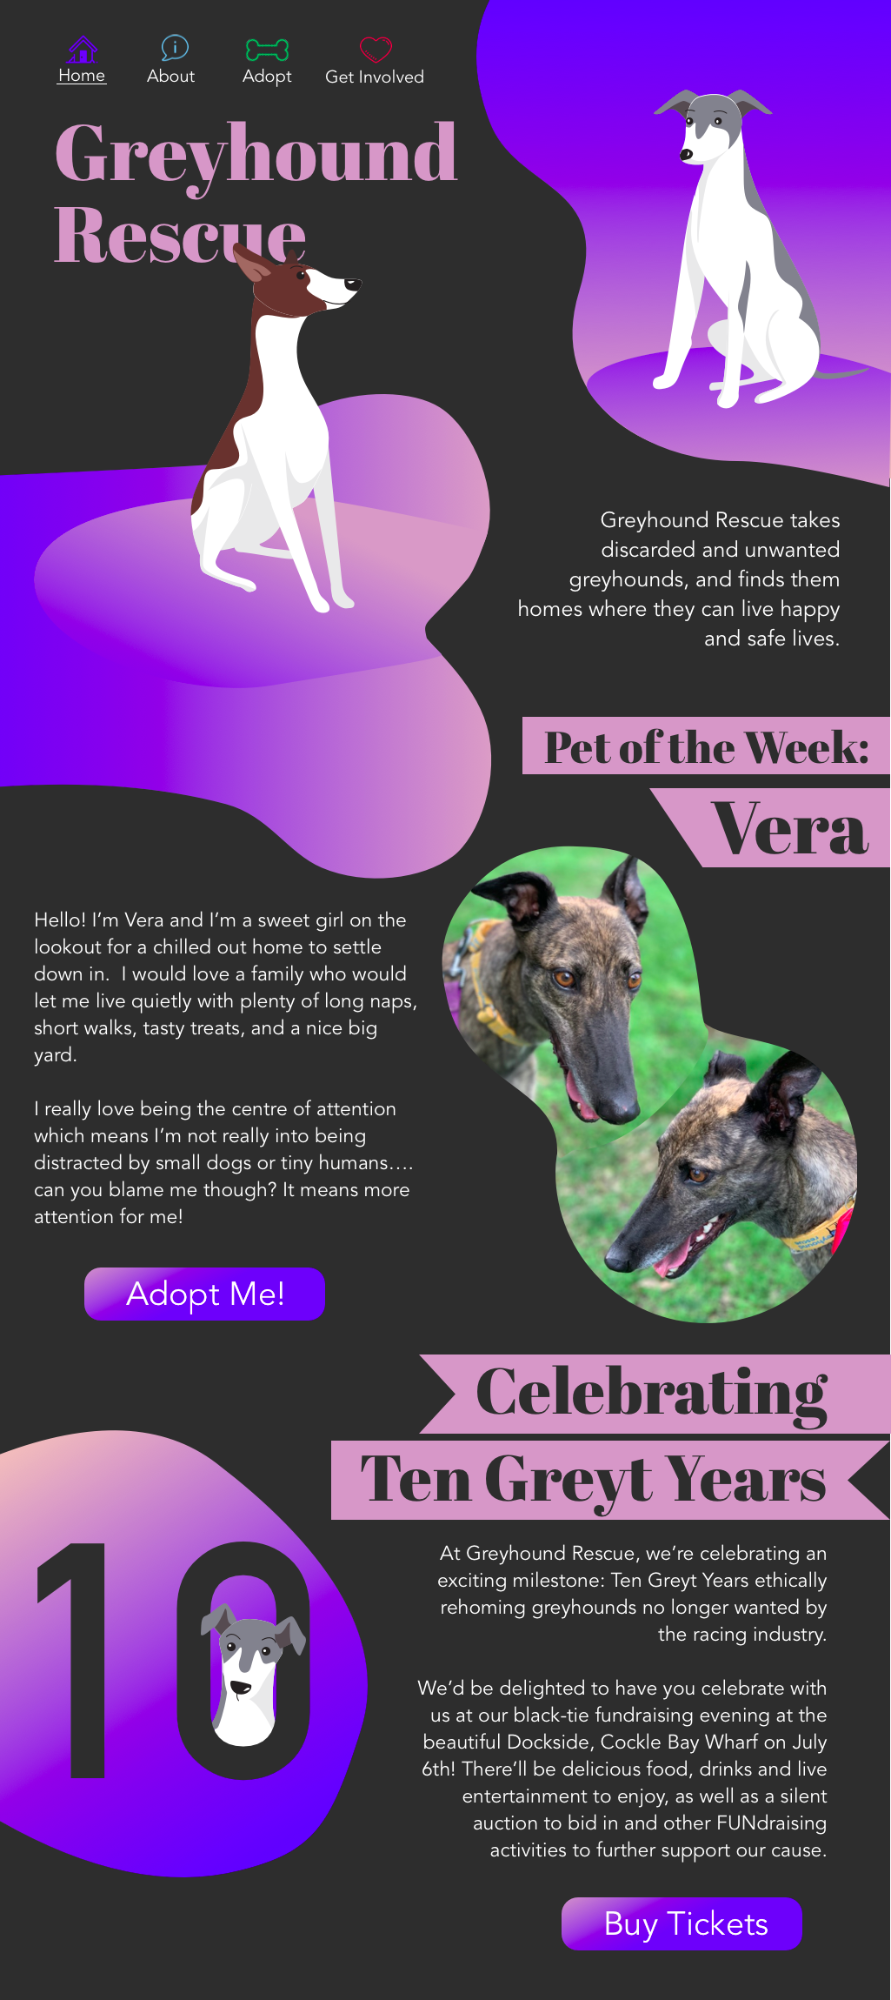 Home
About
Adopt
Get Involved
Greyhound
Rescue
Greyhound Rescue takes
discarded and unwanted
greyhounds, and finds them
homes where they can live happy
and safe lives.
Pet of the Week:
Vera
Hello! I’m Vera and I’m a sweet girl on the
lookout for a chilled out home to settle
down in.  I would love a family who would
let me live quietly with plenty of long naps,
short walks, tasty treats, and a nice big
yard.
I really love being the centre of attention
which means I’m not really into being
distracted by small dogs or tiny humans….
can you blame me though? It means more
attention for me!
Adopt Me!
Celebrating
Ten Greyt Years
10
At Greyhound Rescue, we’re celebrating an
exciting milestone: Ten Greyt Years ethically
rehoming greyhounds no longer wanted by
the racing industry.
We’d be delighted to have you celebrate with
us at our black-tie fundraising evening at the
beautiful Dockside, Cockle Bay Wharf on July
6th! There’ll be delicious food, drinks and live
entertainment to enjoy, as well as a silent
auction to bid in and other FUNdraising
activities to further support our cause.
Buy Tickets